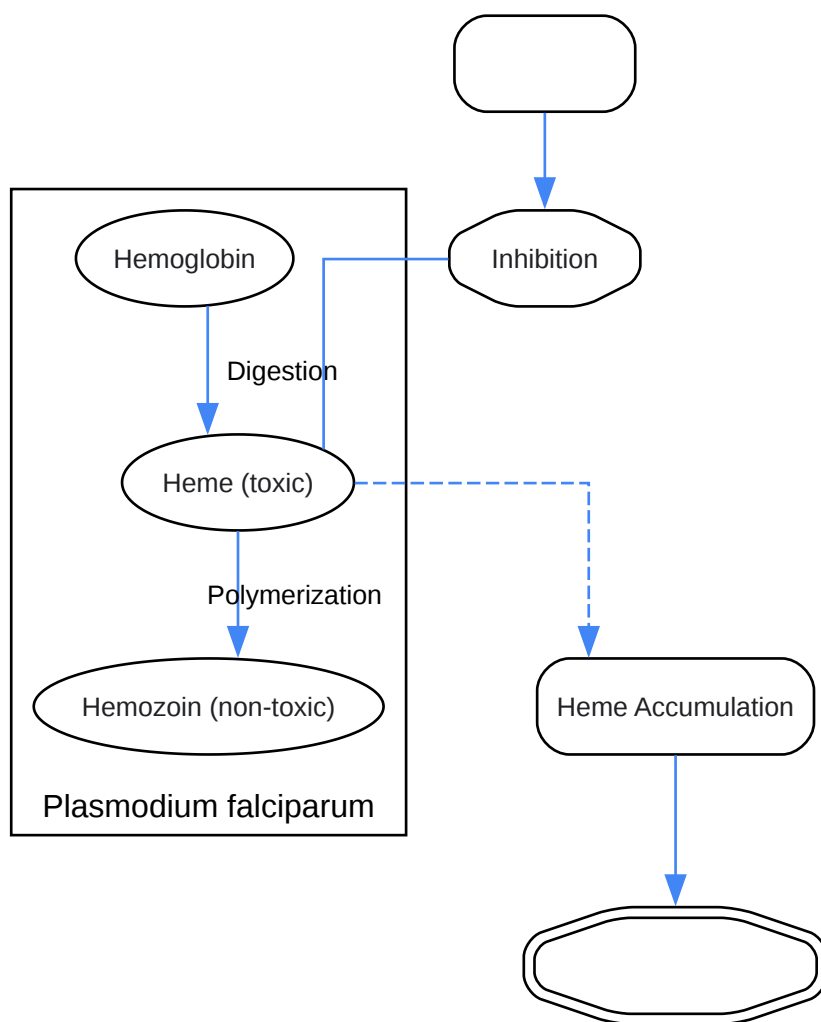 Hemoglobin
Inhibition
Digestion
Heme (toxic)
Polymerization
Hemozoin (non-toxic)
Heme Accumulation
Plasmodium falciparum